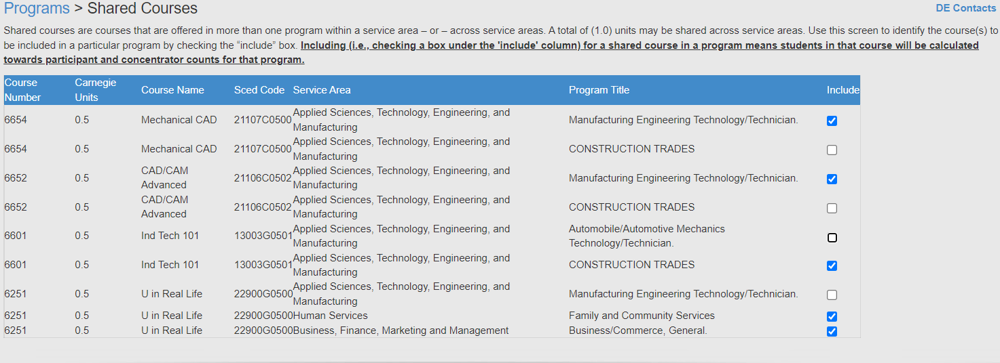 Programs > Shared Courses
DE Contacts
Shared courses are courses that are offered in more than one program within a service area – or – across service areas. A total of (1.0) units may be shared across service areas. Use this screen to identify the course(s) to
be included in a particular program by checking the “include” box. Including (i.e., checking a box under the 'include' column) for a shared course in a program means students in that course will be calculated
towards participant and concentrator counts for that program.
Course Number Carnegie Units Course Name Sced Code Service Area Program Title Include
6654 0.5 Mechanical CAD 21107C0500 Applied Sciences, Technology, Engineering, and Manufacturing Manufacturing Engineering Technology/Technician.
6654 0.5 Mechanical CAD 21107C0500 Applied Sciences, Technology, Engineering, and Manufacturing CONSTRUCTION TRADES
6652 0.5 CAD/CAM Advanced 21106C0502 Applied Sciences, Technology, Engineering, and Manufacturing Manufacturing Engineering Technology/Technician.
6652 0.5 CAD/CAM Advanced 21106C0502 Applied Sciences, Technology, Engineering, and Manufacturing CONSTRUCTION TRADES
6601 0.5 Ind Tech 101 13003G0501 Applied Sciences, Technology, Engineering, and Manufacturing Automobile/Automotive Mechanics Technology/Technician.
6601 0.5 Ind Tech 101 13003G0501 Applied Sciences, Technology, Engineering, and Manufacturing CONSTRUCTION TRADES
6251 0.5 U in Real Life 22900G0500 Applied Sciences, Technology, Engineering, and Manufacturing Manufacturing Engineering Technology/Technician.
6251 0.5 U in Real Life 22900G0500 Human Services Family and Community Services
6251 0.5 U in Real Life 22900G0500 Business, Finance, Marketing and Management Business/Commerce, General.